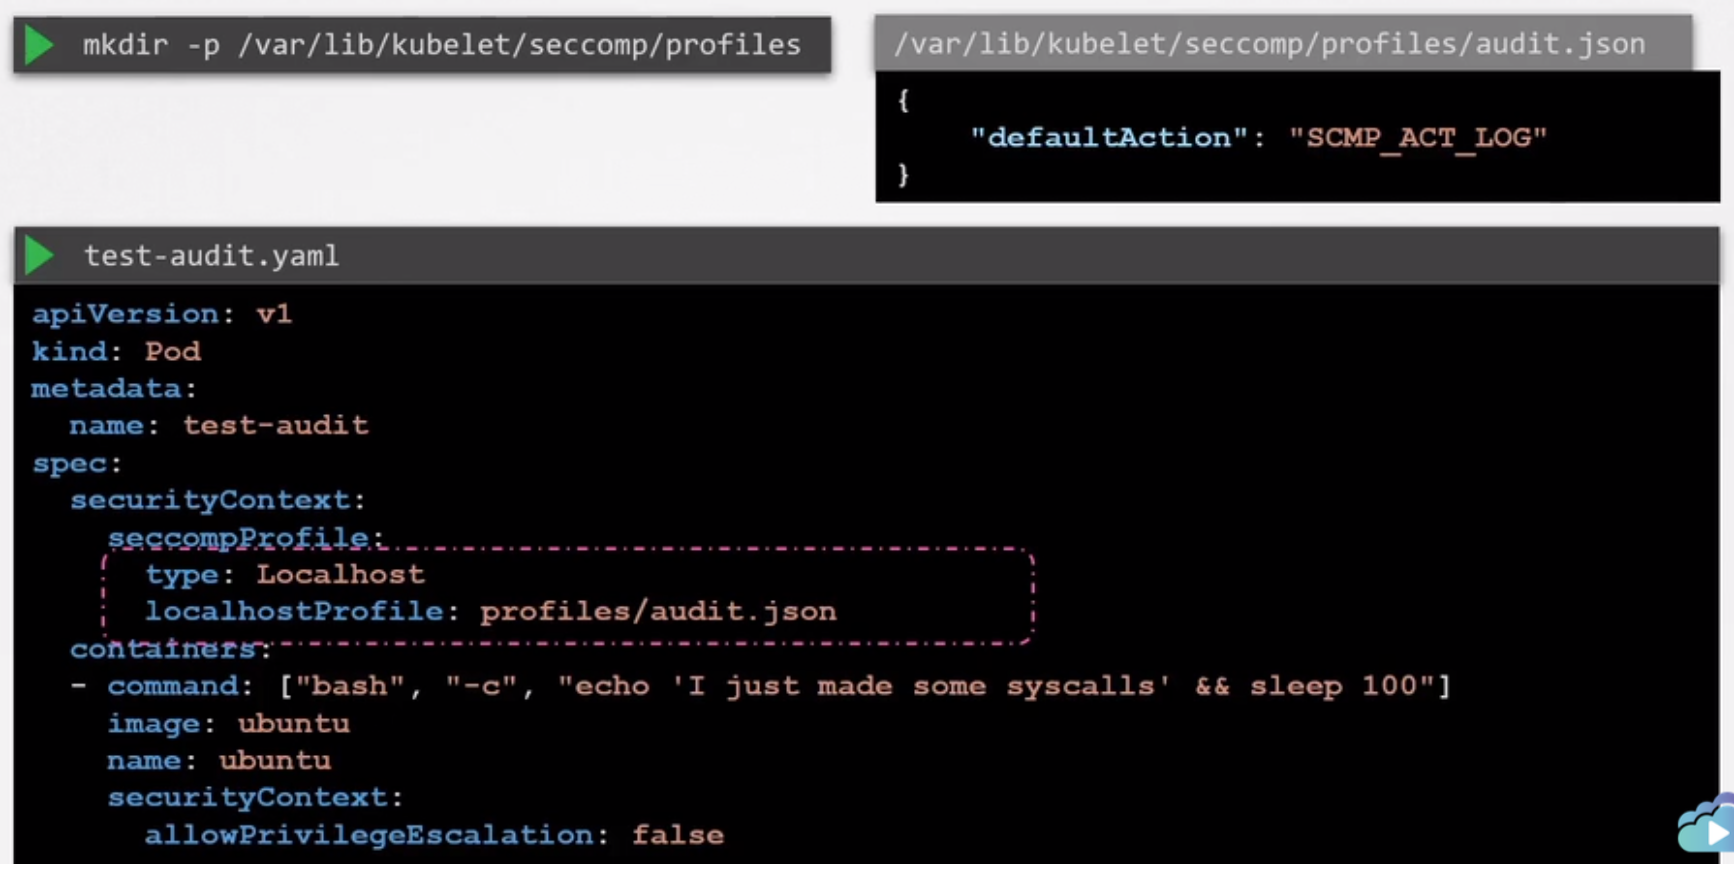 mkdir -p /var/lib/kubelet/seccomp/profiles
/var/lib/kubelet/seccomp/profiles/audit.json
{
    "defaultAction": "SCMP_ACT_LOG"
}
test-audit.yaml
apiVersion: v1
kind: Pod
metadata:
  name: test-audit
spec:
  securityContext:
    seccompProfile:
      type: Localhost
      localhostProfile: profiles/audit.json
  containers:
  - command: ["bash", "-c", "echo 'I just made some syscalls' && sleep 100"]
    image: ubuntu
    name: ubuntu
    securityContext:
      allowPrivilegeEscalation: false